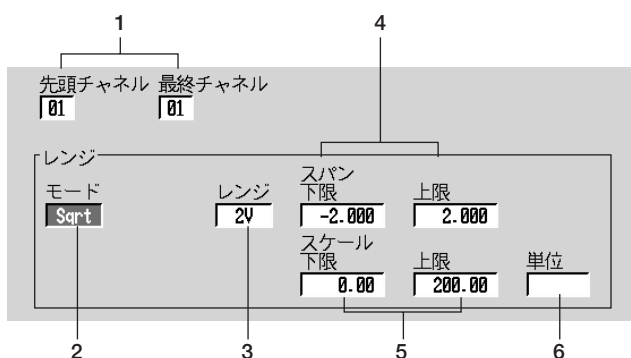 1
4
先頭チャネル 最終チャネル
01 01
レンジ
スパン
モード レンジ 下限 上限
Sqrt 2V -2.000 2.000
スケール
下限 上限 単位
0.00 200.00
2 3 5 6